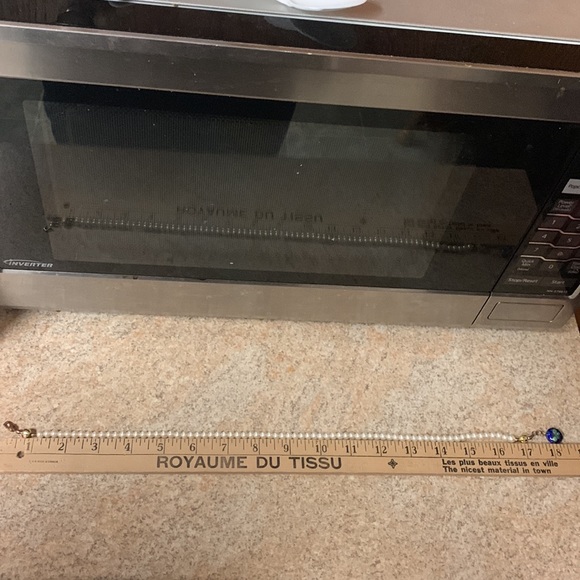 INVERTER
1 2 3 4 5 6 7 8 9 10 11 12 13 14 15 16 17 18
ROYAUME DU TISSU
Les plus beaux tissus en ville
The nicest material in town